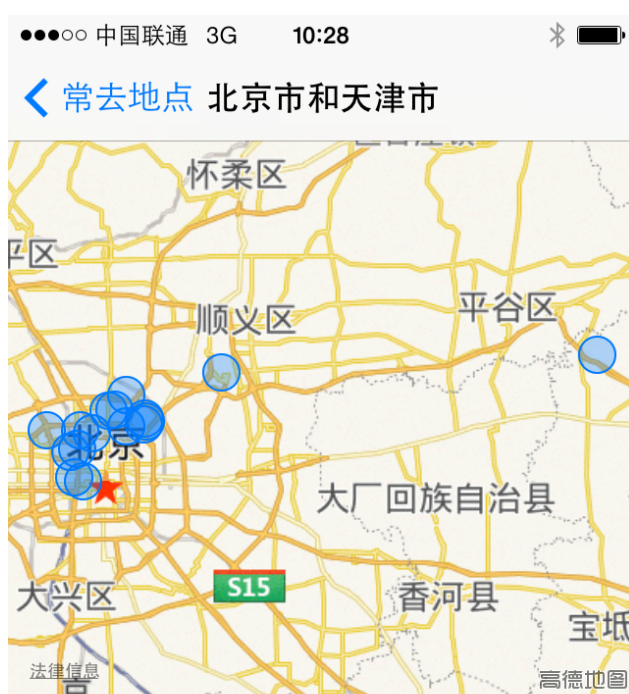 中国联通 3G 10:28
常去地点 北京市和天津市
怀柔区
平区
顺义区
平谷区
北京
大厂回族自治县
S15
大兴区
香河县
宝坻
法律信息
高德地图